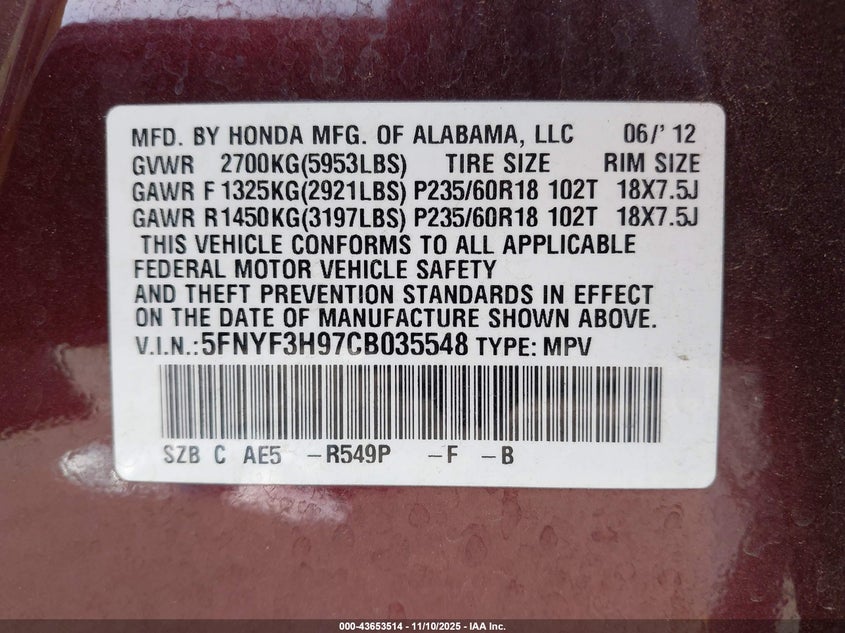 MFD. BY HONDA MFG. OF ALABAMA, LLC 06/' 12
GVWR 2700KG(5953LBS) TIRE SIZE RIM SIZE
GAWR F 1325KG(2921LBS) P235/60R18 102T 18X7.5J
GAWR R 1450KG(3197LBS) P235/60R18 102T 18X7.5J
THIS VEHICLE CONFORMS TO ALL APPLICABLE
FEDERAL MOTOR VEHICLE SAFETY
AND THEFT PREVENTION STANDARDS IN EFFECT
ON THE DATE OF MANUFACTURE SHOWN ABOVE.
V.I.N.:5FNYF3H97CB035548 TYPE: MPV
SZB C AE5 -R549P -F -B
000-43653514 - 11/10/2025 - IAA Inc.